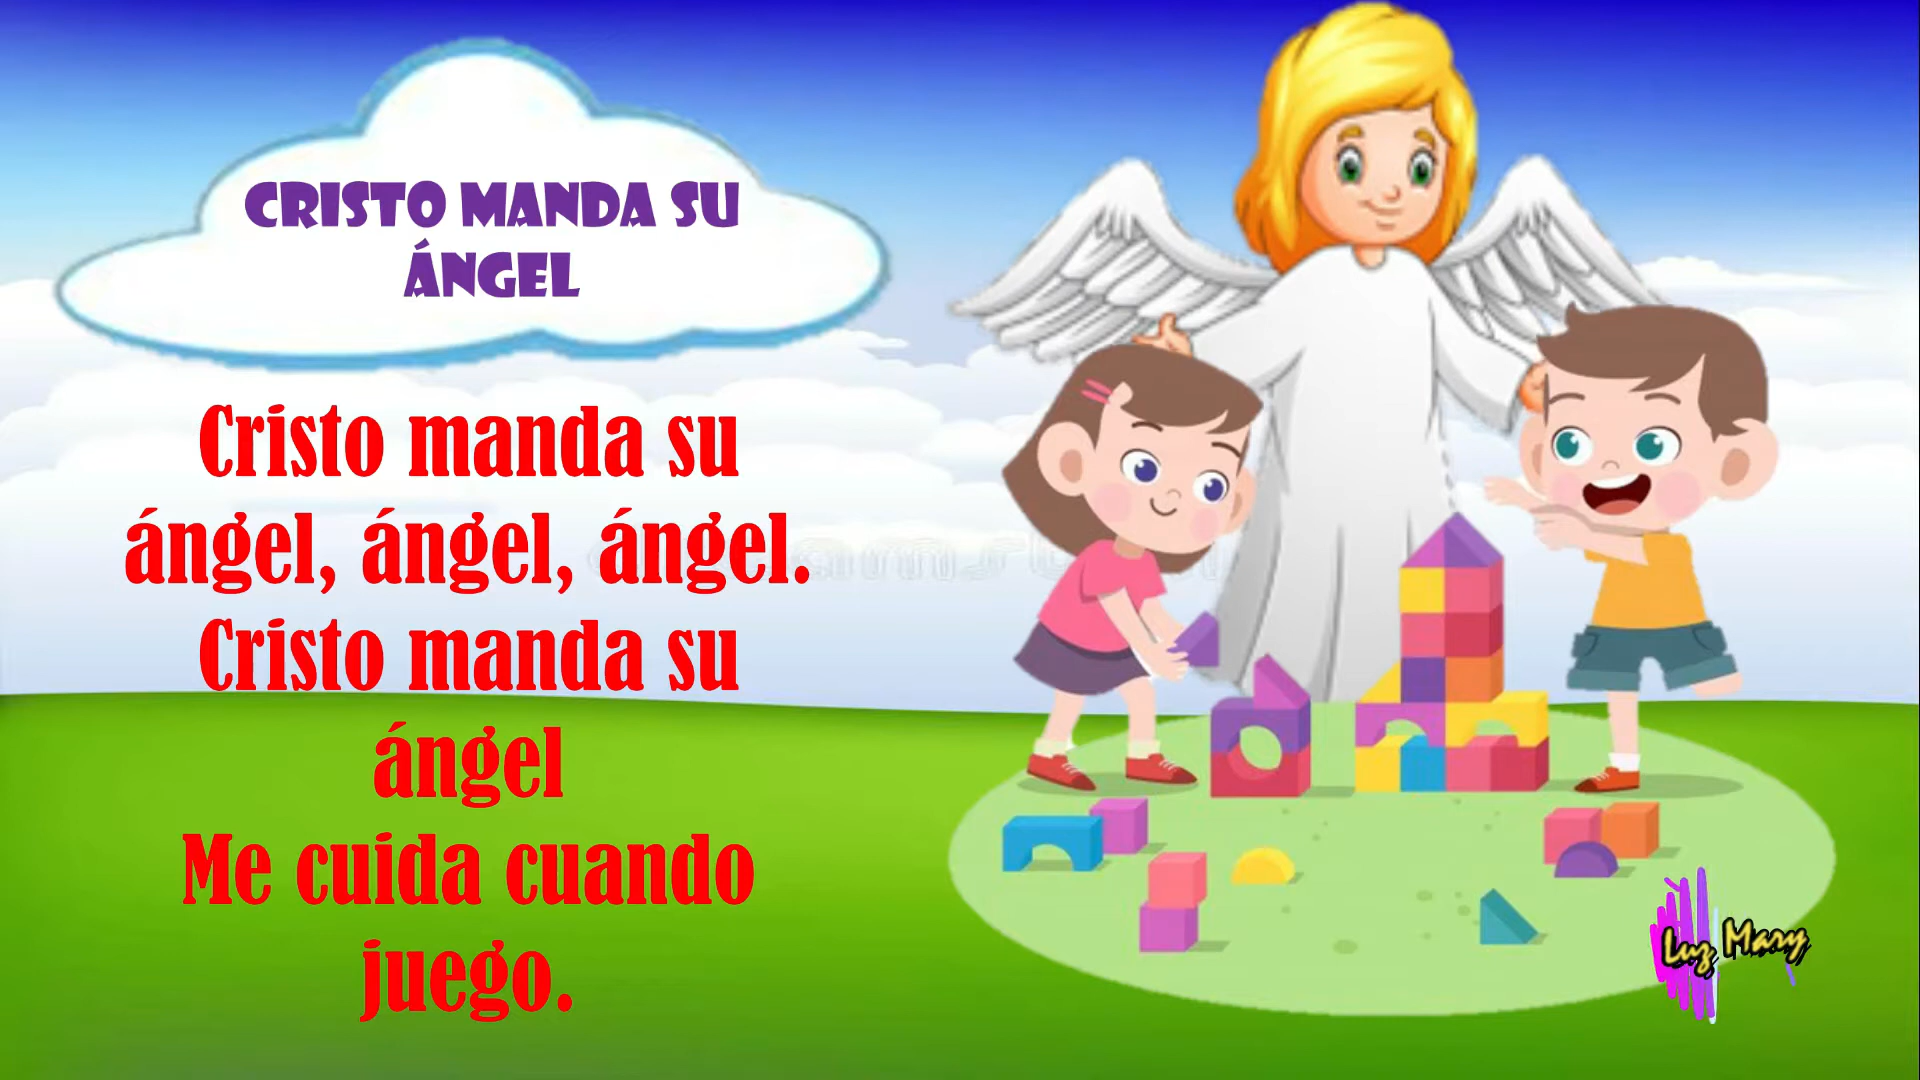 CRISTO MANDA SU
ÁNGEL
Cristo manda su
ángel, ángel, ángel.
Cristo manda su
ángel
Me cuida cuando
juego.
Luz Mary